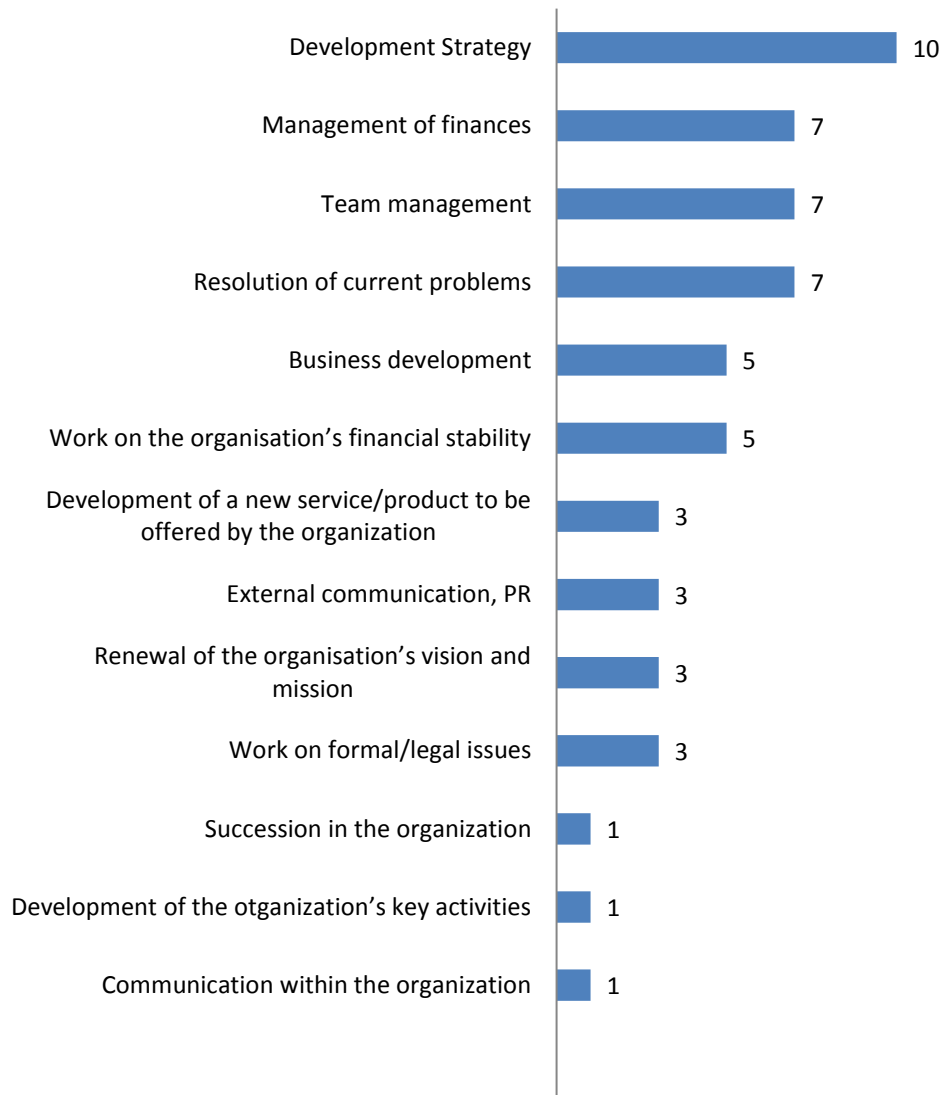 Development Strategy 10
Management of finances 7
Team management 7
Resolution of current problems 7
Business development 5
Work on the organisation’s financial stability 5
Development of a new service/product to be
offered by the organization 3
External communication, PR 3
Renewal of the organisation’s vision and
mission 3
Work on formal/legal issues 3
Succession in the organization 1
Development of the otganization’s key activities 1
Communication within the organization 1